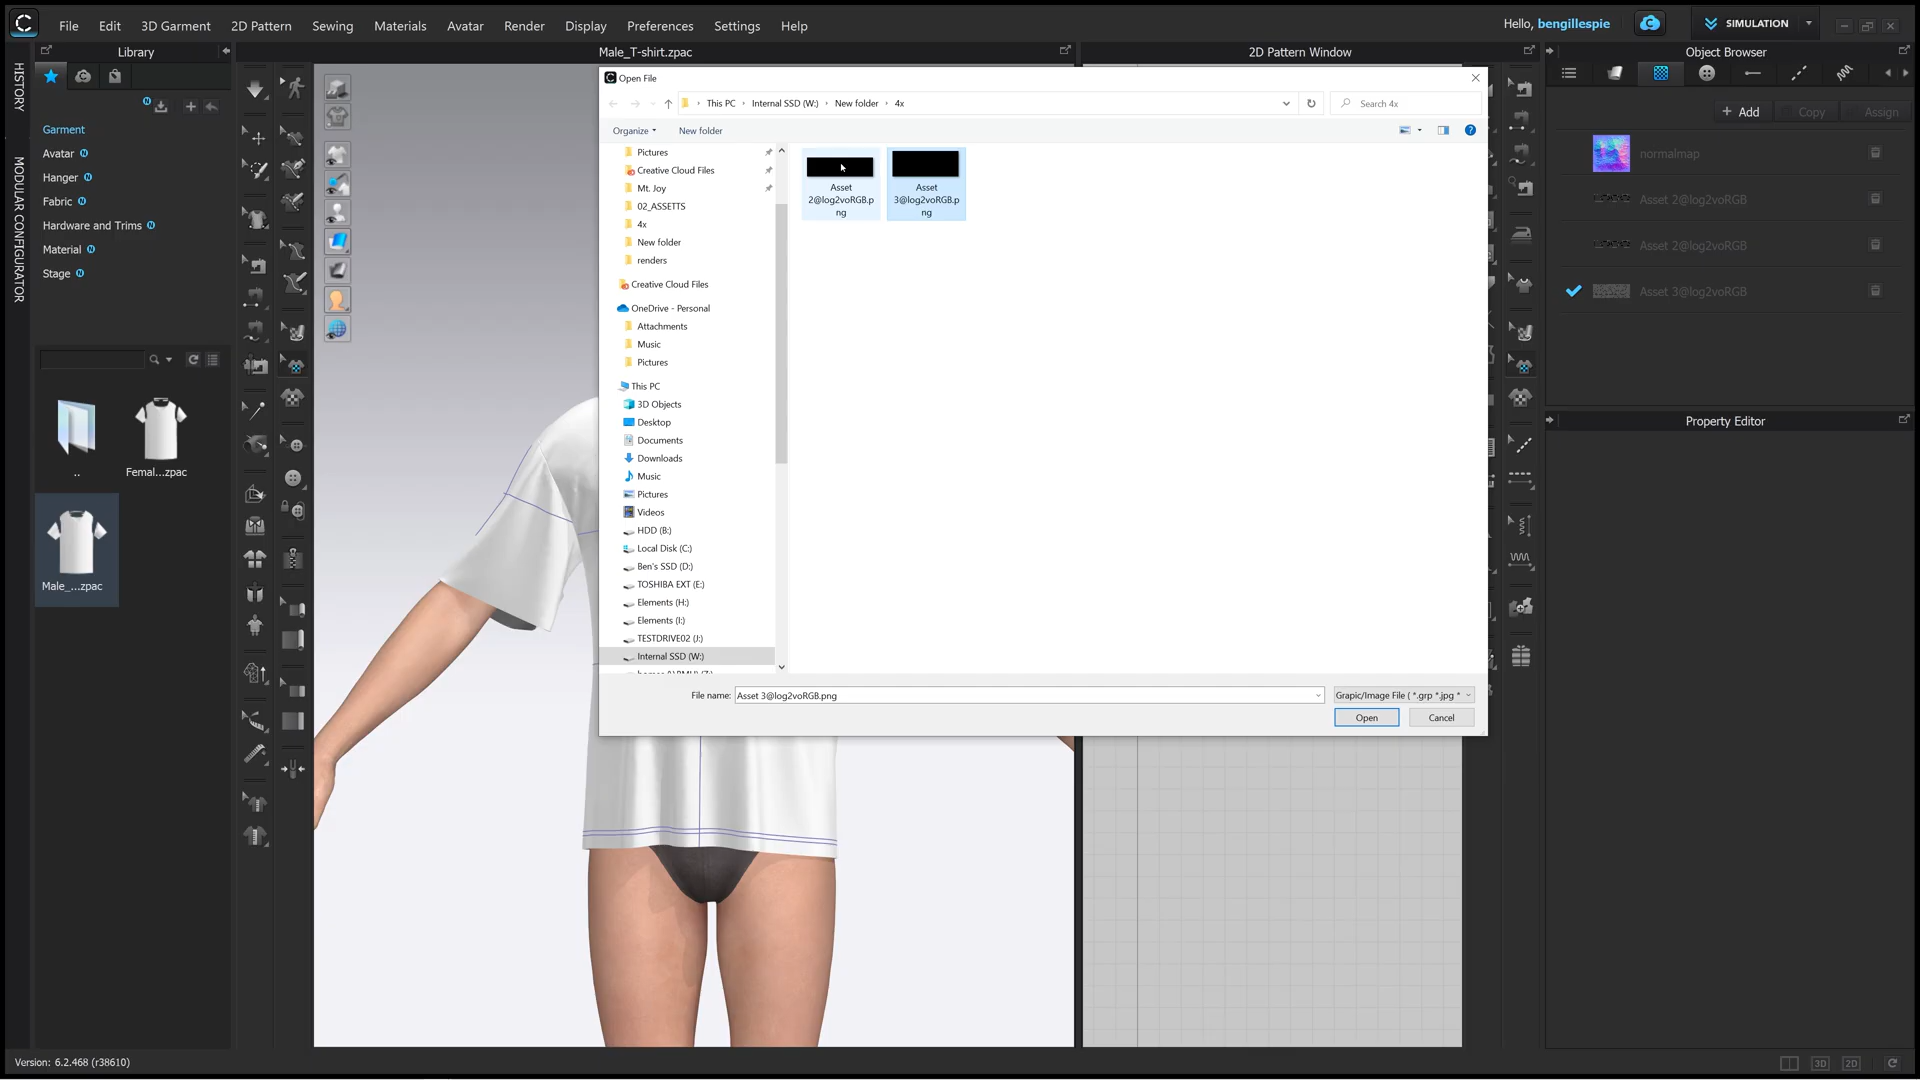 File Edit 3D Garment 2D Pattern Sewing Materials Avatar Render Display Preferences Settings Help
Hello, bengillespie
SIMULATION
HISTORY
MODULAR CONFIGURATOR
Library
Garment
Avatar N
Hanger N
Fabric N
Hardware and Trims N
Material N
Stage N
..
Femal...zpac
Male_...zpac
Male_T-shirt.zpac
2D Pattern Window
Object Browser
+ Add Copy Assign
normalmap
Asset 2@log2voRGB
Asset 2@log2voRGB
Asset 3@log2voRGB
Property Editor
Open File
This PC › Internal SSD (W:) › New folder › 4x
Search 4x
Organize New folder
Pictures
Creative Cloud Files
Mt. Joy
02_ASSETTS
4x
New folder
renders
Creative Cloud Files
OneDrive - Personal
Attachments
Music
Pictures
This PC
3D Objects
Desktop
Documents
Downloads
Music
Pictures
Videos
HDD (B:)
Local Disk (C:)
Ben's SSD (D:)
TOSHIBA EXT (E:)
Elements (H:)
Elements (I:)
TESTDRIVE02 (J:)
Internal SSD (W:)
Asset
2@log2voRGB.p
ng
Asset
3@log2voRGB.p
ng
File name: Asset 3@log2voRGB.png
Grapic/Image File ( *.grp *.jpg *
Open Cancel
Version: 6.2.468 (r38610)
3D 2D